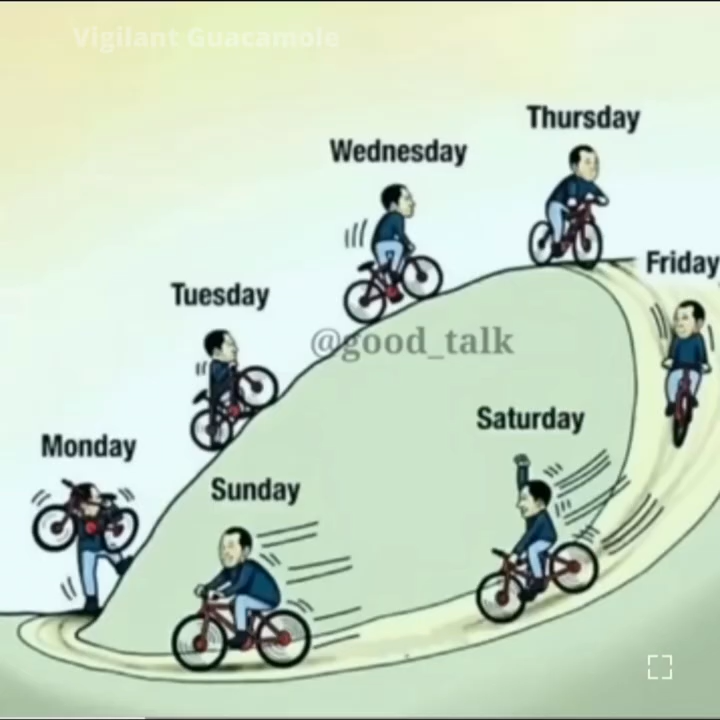 Vigilant Guacamole
Thursday
Wednesday
Friday
Tuesday
@good_talk
Saturday
Monday
Sunday